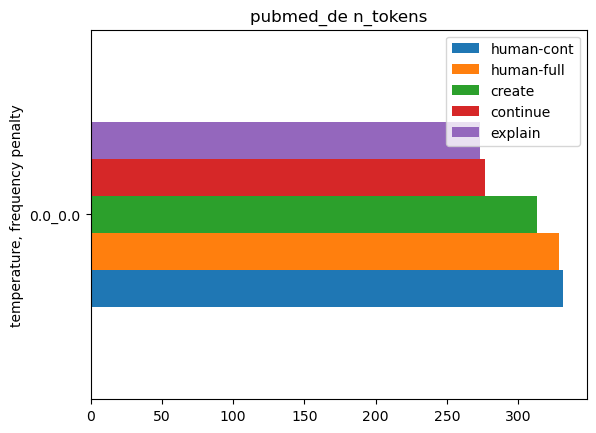 pubmed_de n_tokens
human-cont
human-full
create
continue
explain
temperature, frequency penalty
0.0_0.0
0 50 100 150 200 250 300